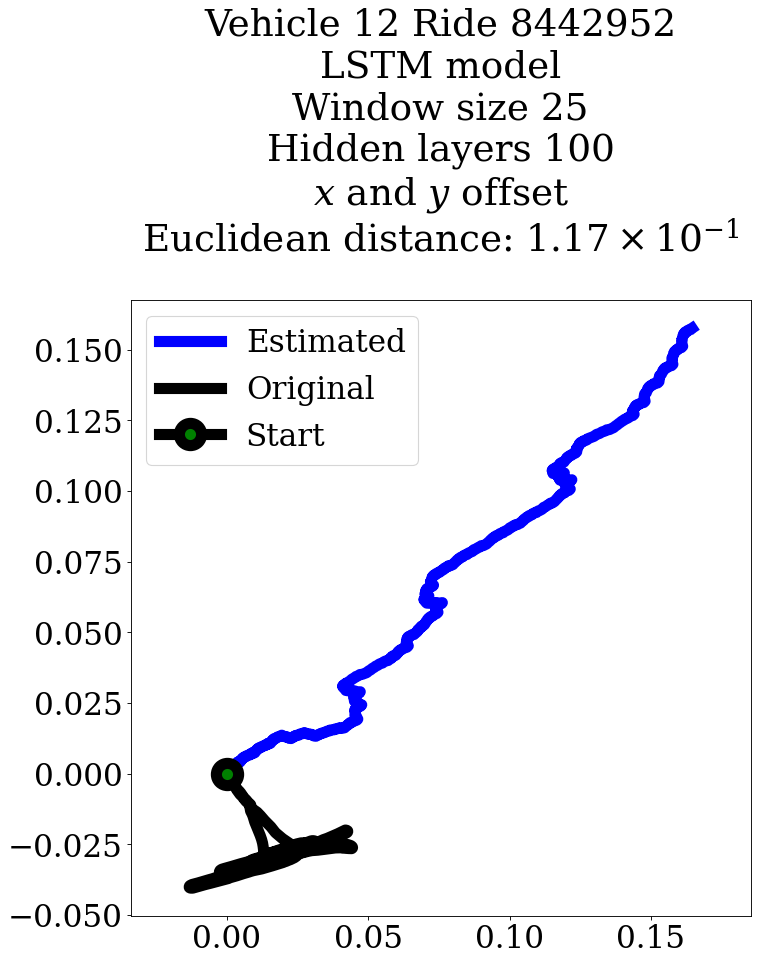 Vehicle 12 Ride 8442952
LSTM model
Window size 25
Hidden layers 100
x and y offset
Euclidean distance: 1.17 × 10⁻¹
Estimated
Original
Start
0.150
0.125
0.100
0.075
0.050
0.025
0.000
−0.025
−0.050
0.00 0.05 0.10 0.15